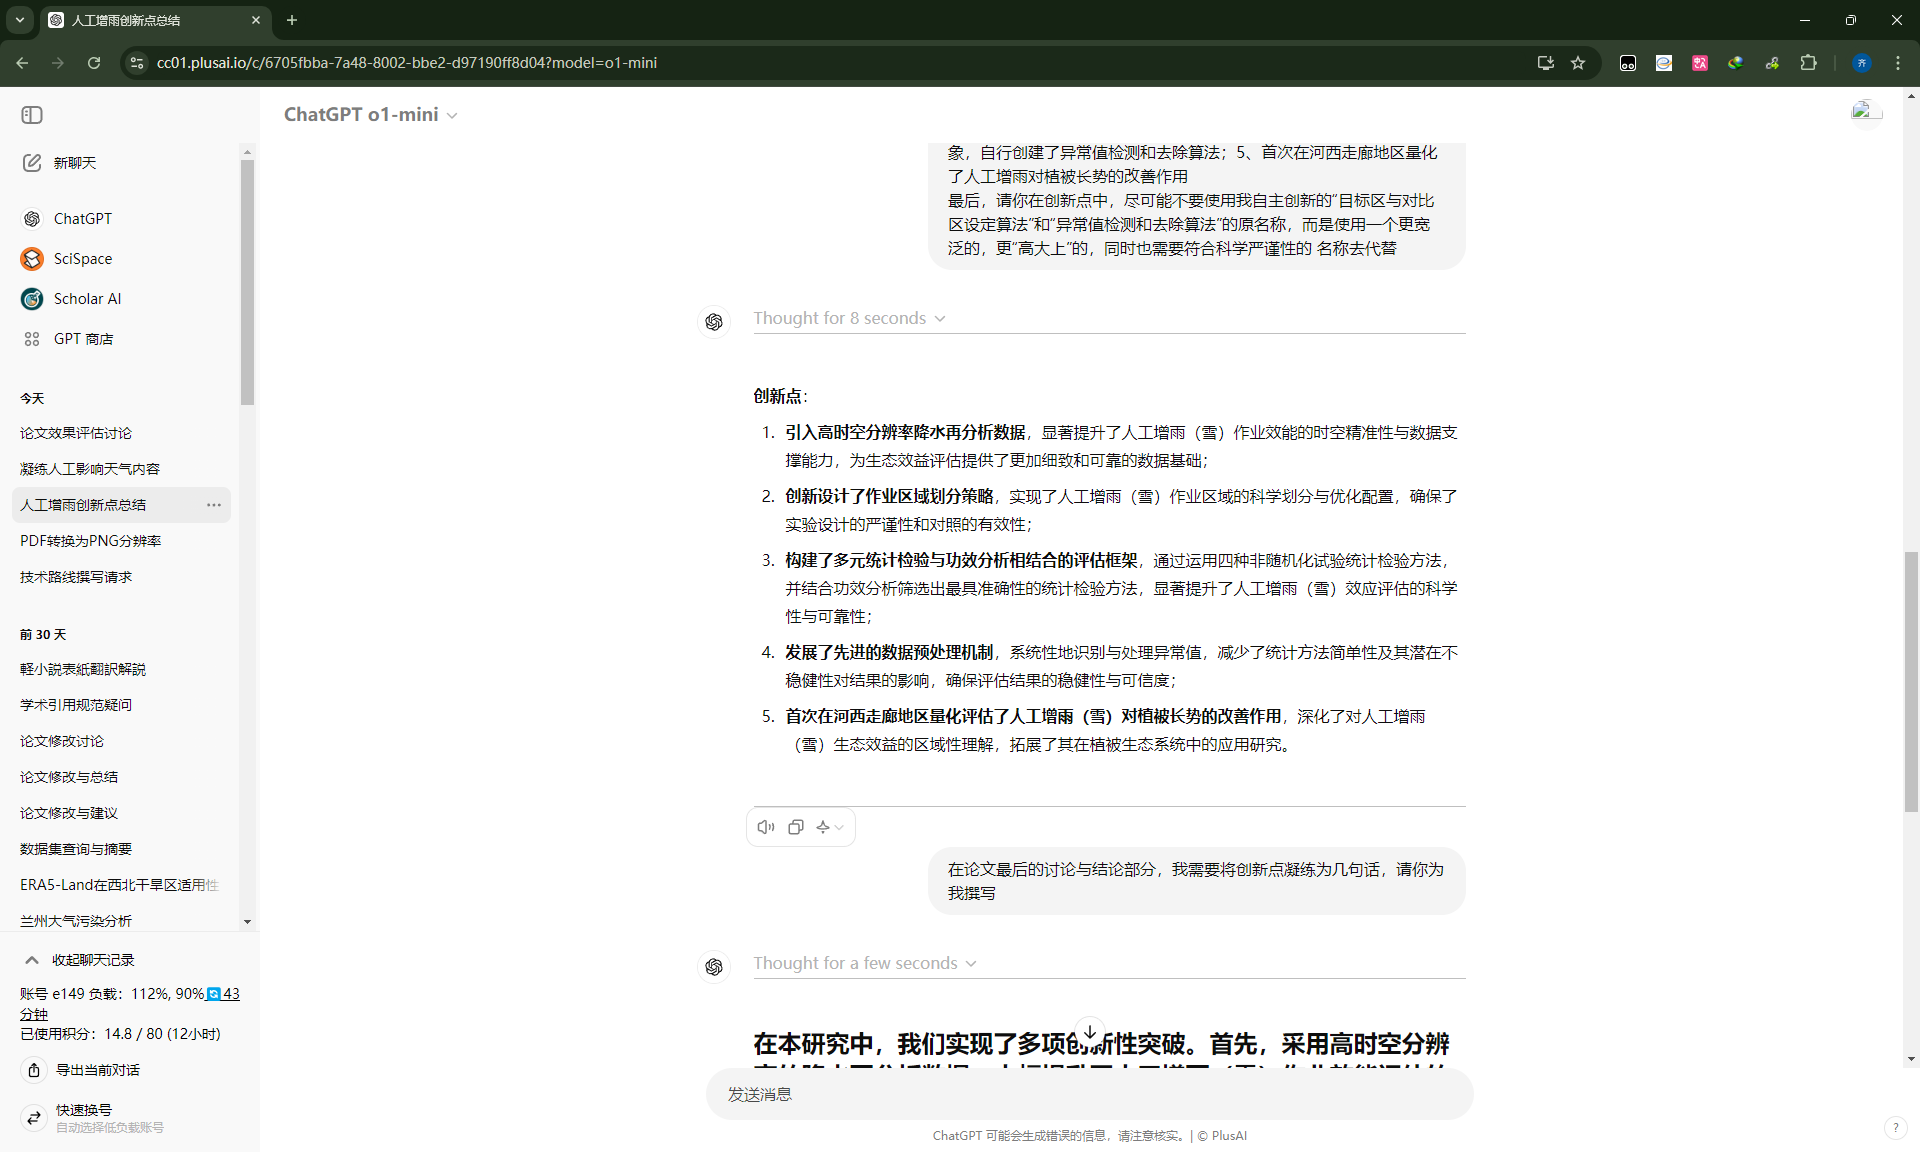 人工增雨创新点总结
cc01.plusai.io/c/6705fbba-7a48-8002-bbe2-d97190ff8d04?model=o1-mini
齐
ChatGPT o1-mini
新聊天
ChatGPT
SciSpace
Scholar AI
GPT 商店
今天
论文效果评估讨论
凝练人工影响天气内容
人工增雨创新点总结
PDF转换为PNG分辨率
技术路线撰写请求
前 30 天
軽小説表紙翻訳解説
学术引用规范疑问
论文修改讨论
论文修改与总结
论文修改与建议
数据集查询与摘要
ERA5-Land在西北干旱区适用性
兰州大气污染分析
收起聊天记录
账号 e149 负载：112%, 90% 43
分钟
已使用积分：14.8 / 80 (12小时)
导出当前对话
快速换号
自动选择低负载账号
象，自行创建了异常值检测和去除算法；5、首次在河西走廊地区量化
了人工增雨对植被长势的改善作用
最后，请你在创新点中，尽可能不要使用我自主创新的“目标区与对比
区设定算法”和“异常值检测和去除算法”的原名称，而是使用一个更宽
泛的，更“高大上”的，同时也需要符合科学严谨性的 名称去代替
Thought for 8 seconds
创新点：
1. 引入高时空分辨率降水再分析数据，显著提升了人工增雨（雪）作业效能的时空精准性与数据支
撑能力，为生态效益评估提供了更加细致和可靠的数据基础；
2. 创新设计了作业区域划分策略，实现了人工增雨（雪）作业区域的科学划分与优化配置，确保了
实验设计的严谨性和对照的有效性；
3. 构建了多元统计检验与功效分析相结合的评估框架，通过运用四种非随机化试验统计检验方法，
并结合功效分析筛选出最具准确性的统计检验方法，显著提升了人工增雨（雪）效应评估的科学
性与可靠性；
4. 发展了先进的数据预处理机制，系统性地识别与处理异常值，减少了统计方法简单性及其潜在不
稳健性对结果的影响，确保评估结果的稳健性与可信度；
5. 首次在河西走廊地区量化评估了人工增雨（雪）对植被长势的改善作用，深化了对人工增雨
（雪）生态效益的区域性理解，拓展了其在植被生态系统中的应用研究。
在论文最后的讨论与结论部分，我需要将创新点凝练为几句话，请你为
我撰写
Thought for a few seconds
在本研究中，我们实现了多项创新性突破。首先，采用高时空分辨
发送消息
ChatGPT 可能会生成错误的信息，请注意核实。| © PlusAI
?